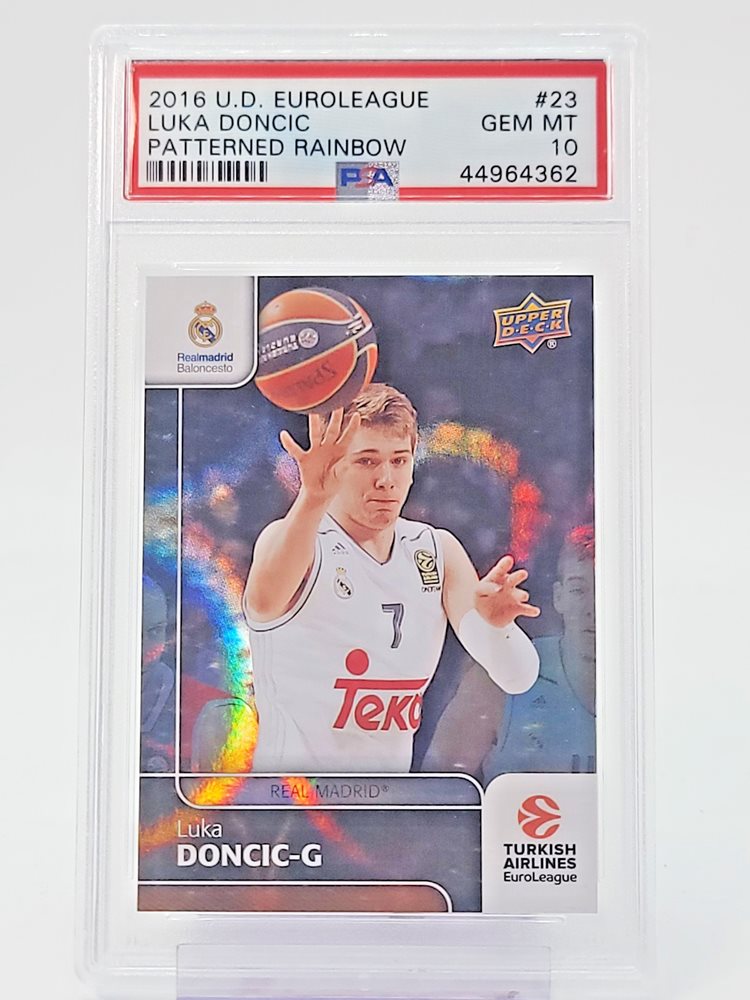 2016 U.D. EUROLEAGUE #23
LUKA DONCIC GEM MT
PATTERNED RAINBOW 10
PSA 44964362
Realmadrid
Baloncesto
UPPER
D·E·C·K
®
SPALDING
7
Teka
REAL MADRID®
Luka
DONCIC-G
TURKISH
AIRLINES
EuroLeague